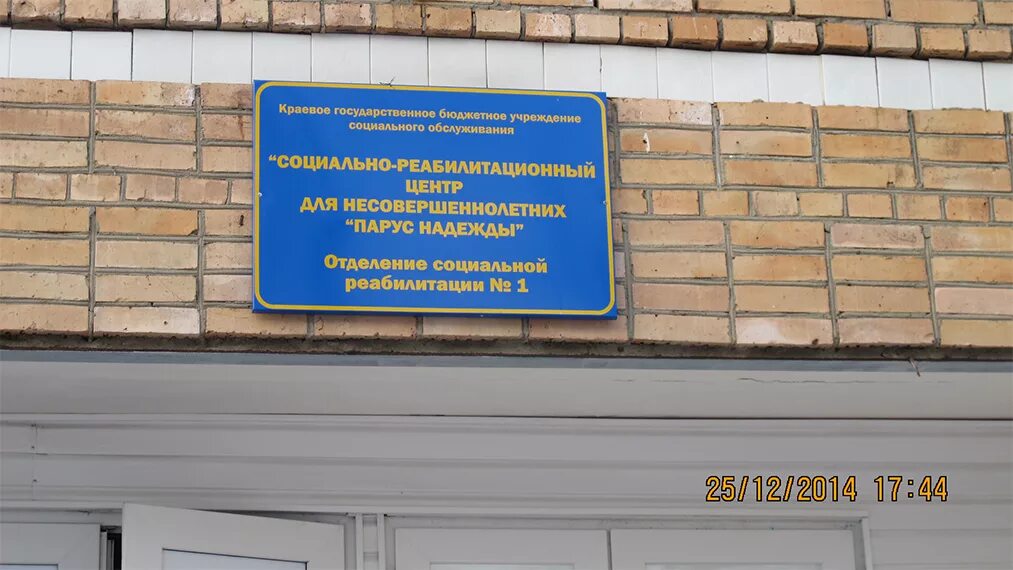 Краевое государственное бюджетное учреждение
социального обслуживания
"СОЦИАЛЬНО-РЕАБИЛИТАЦИОННЫЙ
ЦЕНТР
ДЛЯ НЕСОВЕРШЕННОЛЕТНИХ
"ПАРУС НАДЕЖДЫ"
Отделение социальной
реабилитации № 1
25/12/2014 17:44